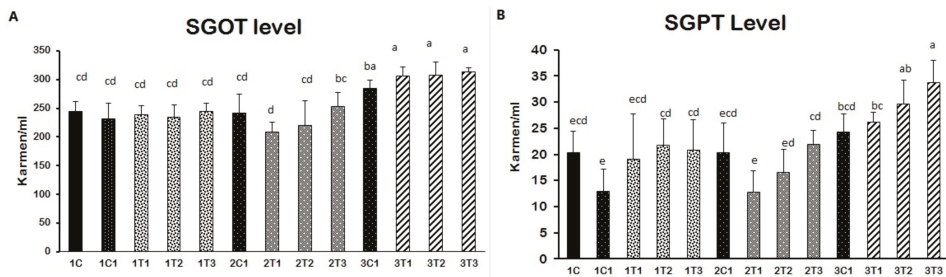 A
SGOT level
Karmen/ml
350
300
250
200
150
100
50
0
cd cd cd cd cd cd d cd bc ba a a a
1C 1C1 1T1 1T2 1T3 2C1 2T1 2T2 2T3 3C1 3T1 3T2 3T3
B
SGPT Level
Karmen/ml
40
35
30
25
20
15
10
5
0
ecd e ecd cd cd ecd e ed cd bcd bc ab a
1C 1C1 1T1 1T2 1T3 2C1 2T1 2T2 2T3 3C1 3T1 3T2 3T3